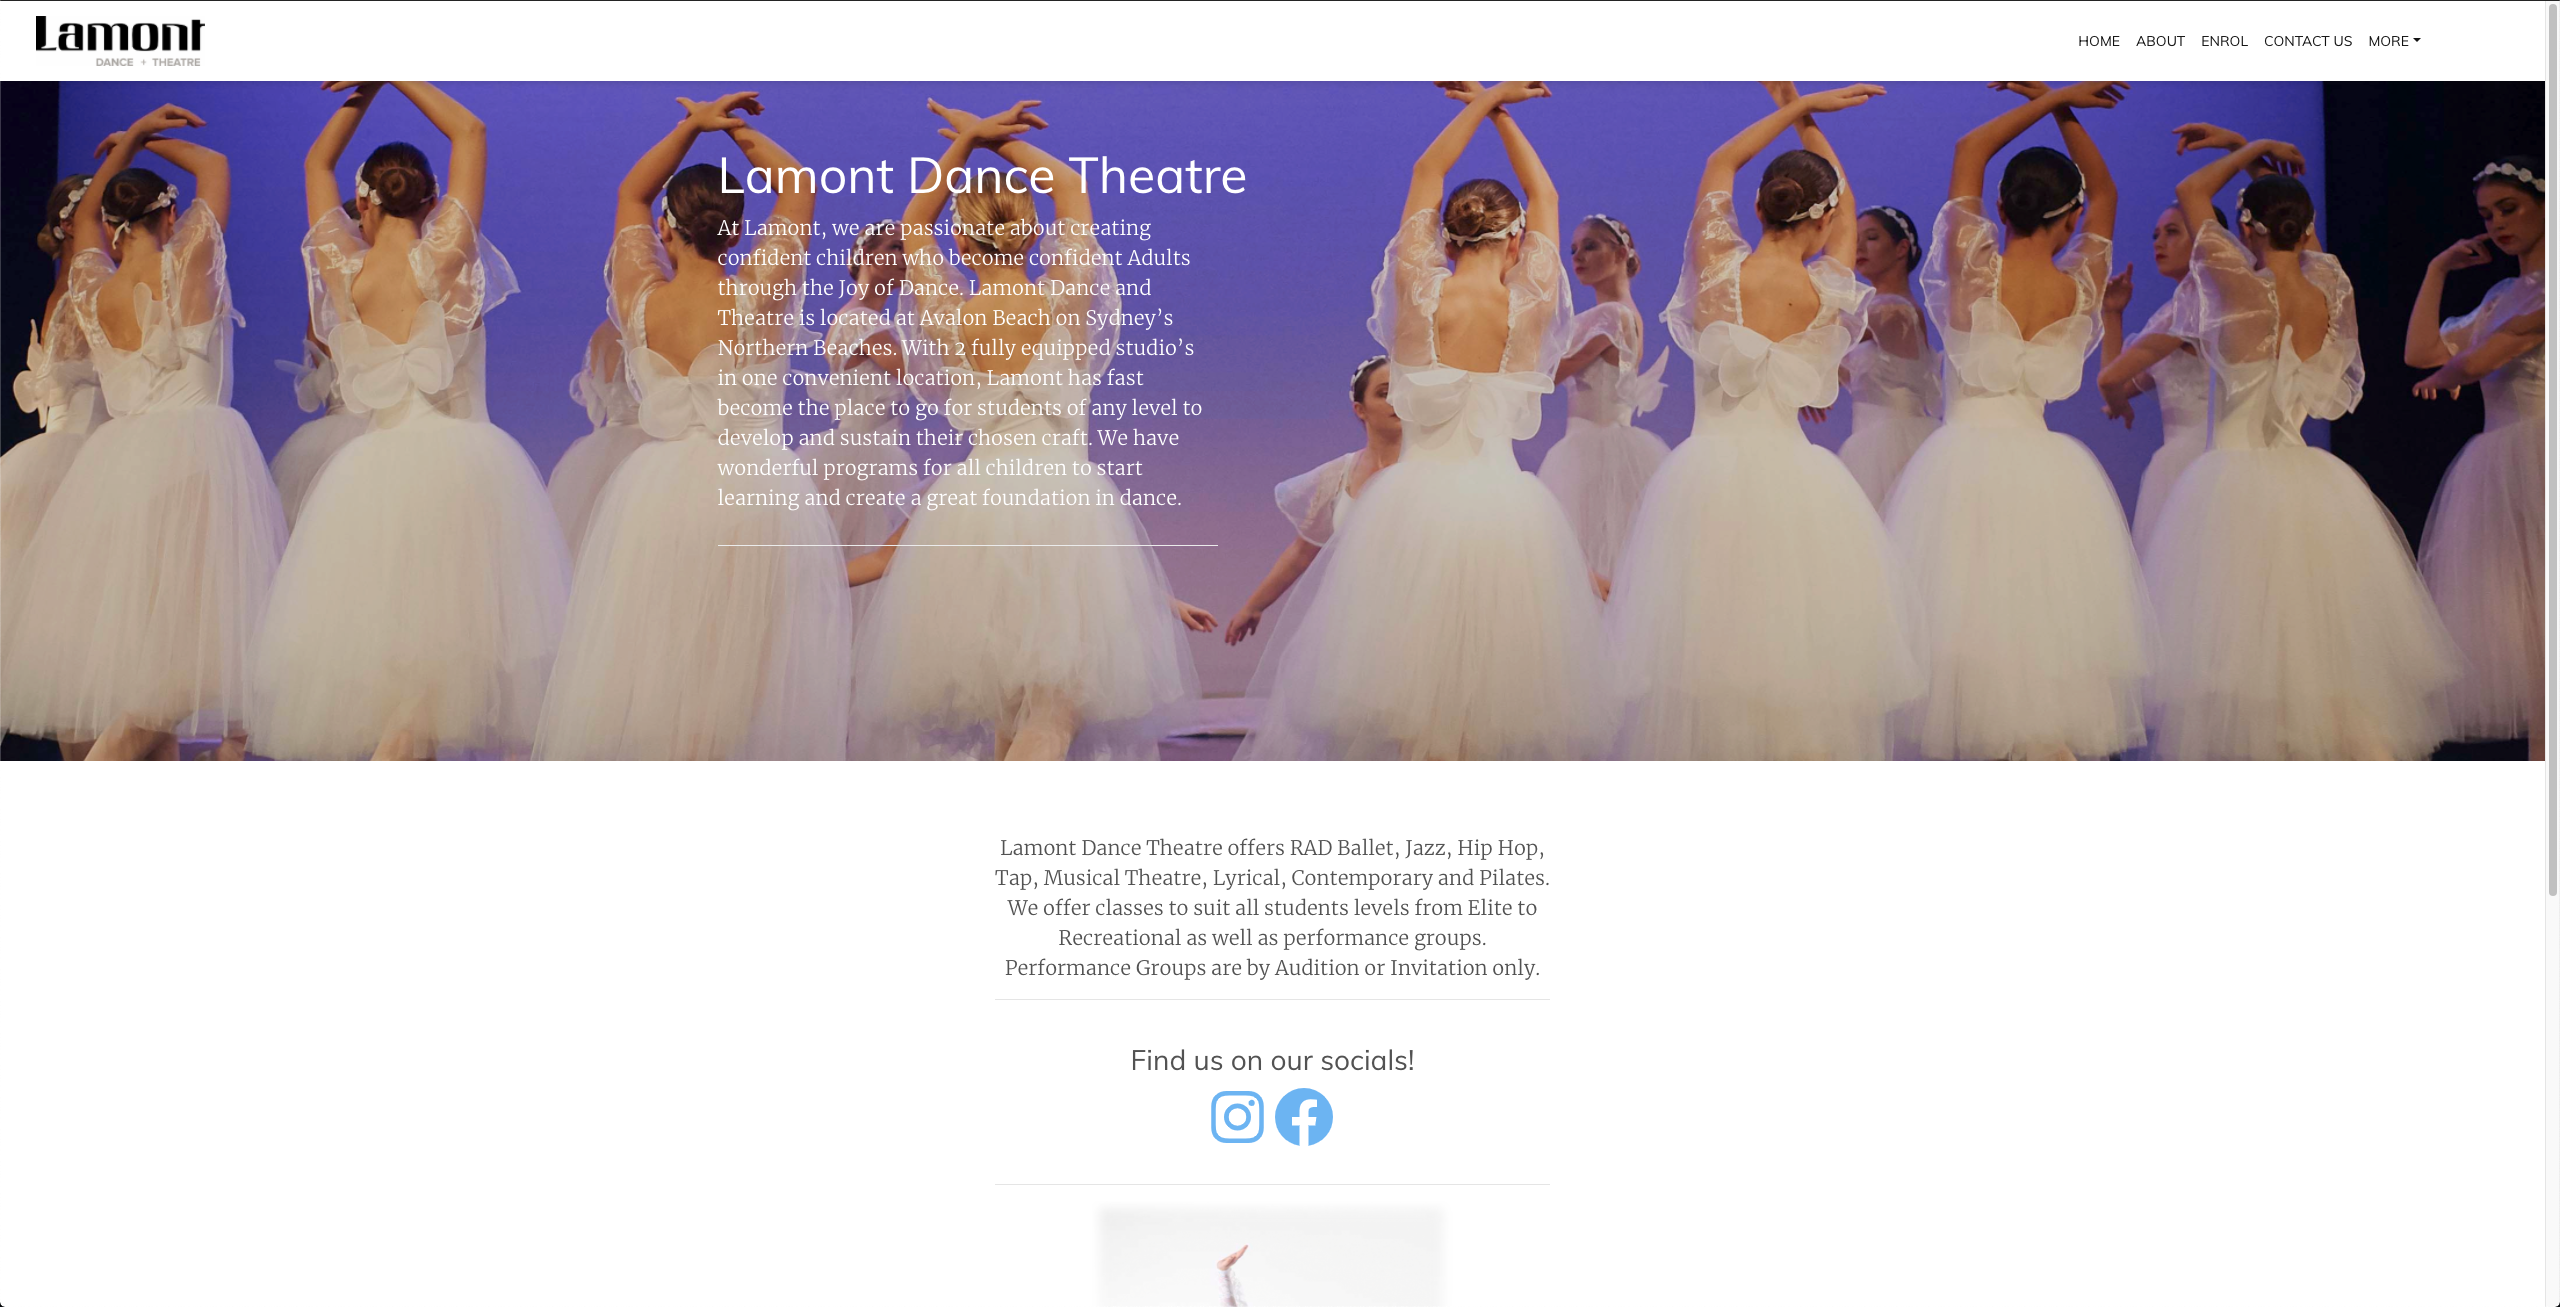 Lamont
DANCE + THEATRE
HOME ABOUT ENROL CONTACT US MORE
Lamont Dance Theatre
At Lamont, we are passionate about creating
confident children who become confident Adults
through the Joy of Dance. Lamont Dance and
Theatre is located at Avalon Beach on Sydney’s
Northern Beaches. With 2 fully equipped studio’s
in one convenient location, Lamont has fast
become the place to go for students of any level to
develop and sustain their chosen craft. We have
wonderful programs for all children to start
learning and create a great foundation in dance.
Lamont Dance Theatre offers RAD Ballet, Jazz, Hip Hop,
Tap, Musical Theatre, Lyrical, Contemporary and Pilates.
We offer classes to suit all students levels from Elite to
Recreational as well as performance groups.
Performance Groups are by Audition or Invitation only.
Find us on our socials!